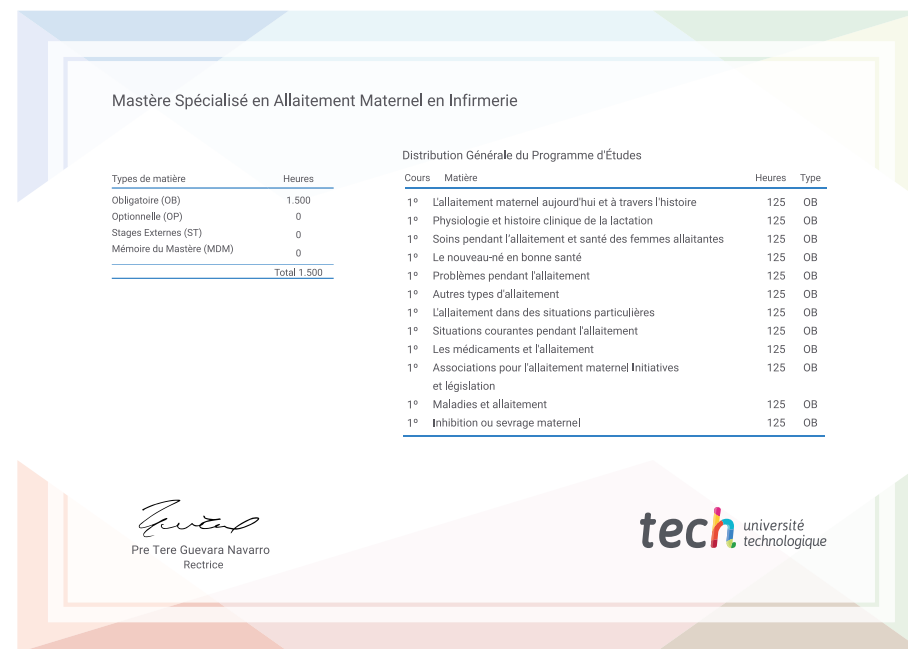 Mastère Spécialisé en Allaitement Maternel en Infirmerie
Types de matière Heures
Obligatoire (OB) 1.500
Optionnelle (OP) 0
Stages Externes (ST) 0
Mémoire du Mastère (MDM) 0
Total 1.500
Distribution Générale du Programme d'Études
Cours Matière Heures Type
1º L'allaitement maternel aujourd'hui et à travers l'histoire 125 OB
1º Physiologie et histoire clinique de la lactation 125 OB
1º Soins pendant l'allaitement et santé des femmes allaitantes 125 OB
1º Le nouveau-né en bonne santé 125 OB
1º Problèmes pendant l'allaitement 125 OB
1º Autres types d'allaitement 125 OB
1º L'allaitement dans des situations particulières 125 OB
1º Situations courantes pendant l'allaitement 125 OB
1º Les médicaments et l'allaitement 125 OB
1º Associations pour l'allaitement maternel Initiatives 125 OB
et législation
1º Maladies et allaitement 125 OB
1º Inhibition ou sevrage maternel 125 OB
Pre Tere Guevara Navarro
Rectrice
tech université
technologique